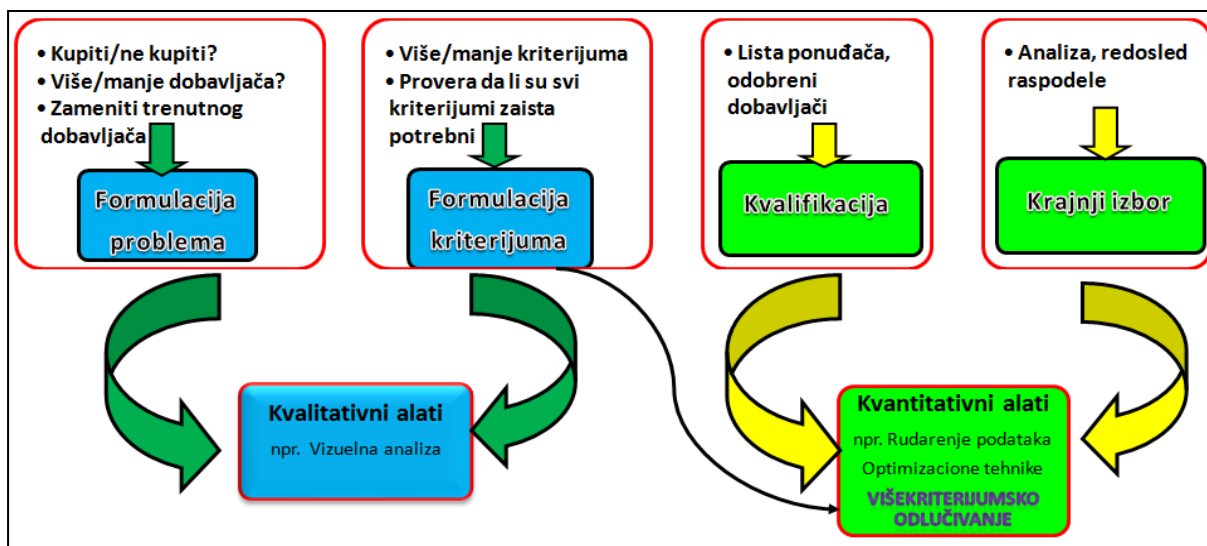 • Kupiti/ne kupiti?
• Više/manje dobavljača?
• Zameniti trenutnog
dobavljača
Formulacija
problema
• Više/manje kriterijuma
• Provera da li su svi
kriterijumi zaista
potrebni
Formulacija
kriterijuma
• Lista ponuđača,
odobreni
dobavljači
Kvalifikacija
• Analiza, redosled
raspodele
Krajnji izbor
Kvalitativni alati
npr. Vizuelna analiza
Kvantitativni alati
npr. Rudarenje podataka
Optimizacione tehnike
VIŠEKRITERIJUMSKO
ODLUČIVANJE